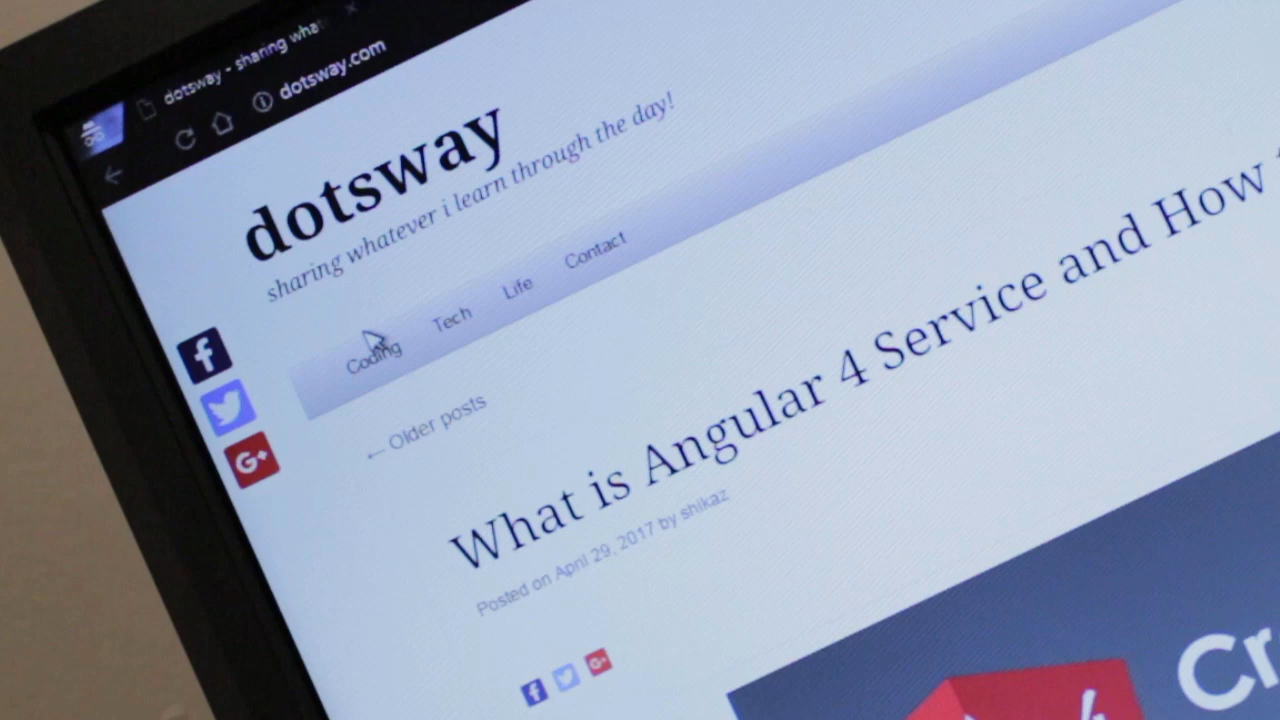 dotsway - sharing wha
dotsway.com
dotsway
sharing whatever i learn through the day!
Coding Tech Life Contact
← Older posts
What is Angular 4 Service and How
Posted on April 29, 2017 by shikaz
Cr